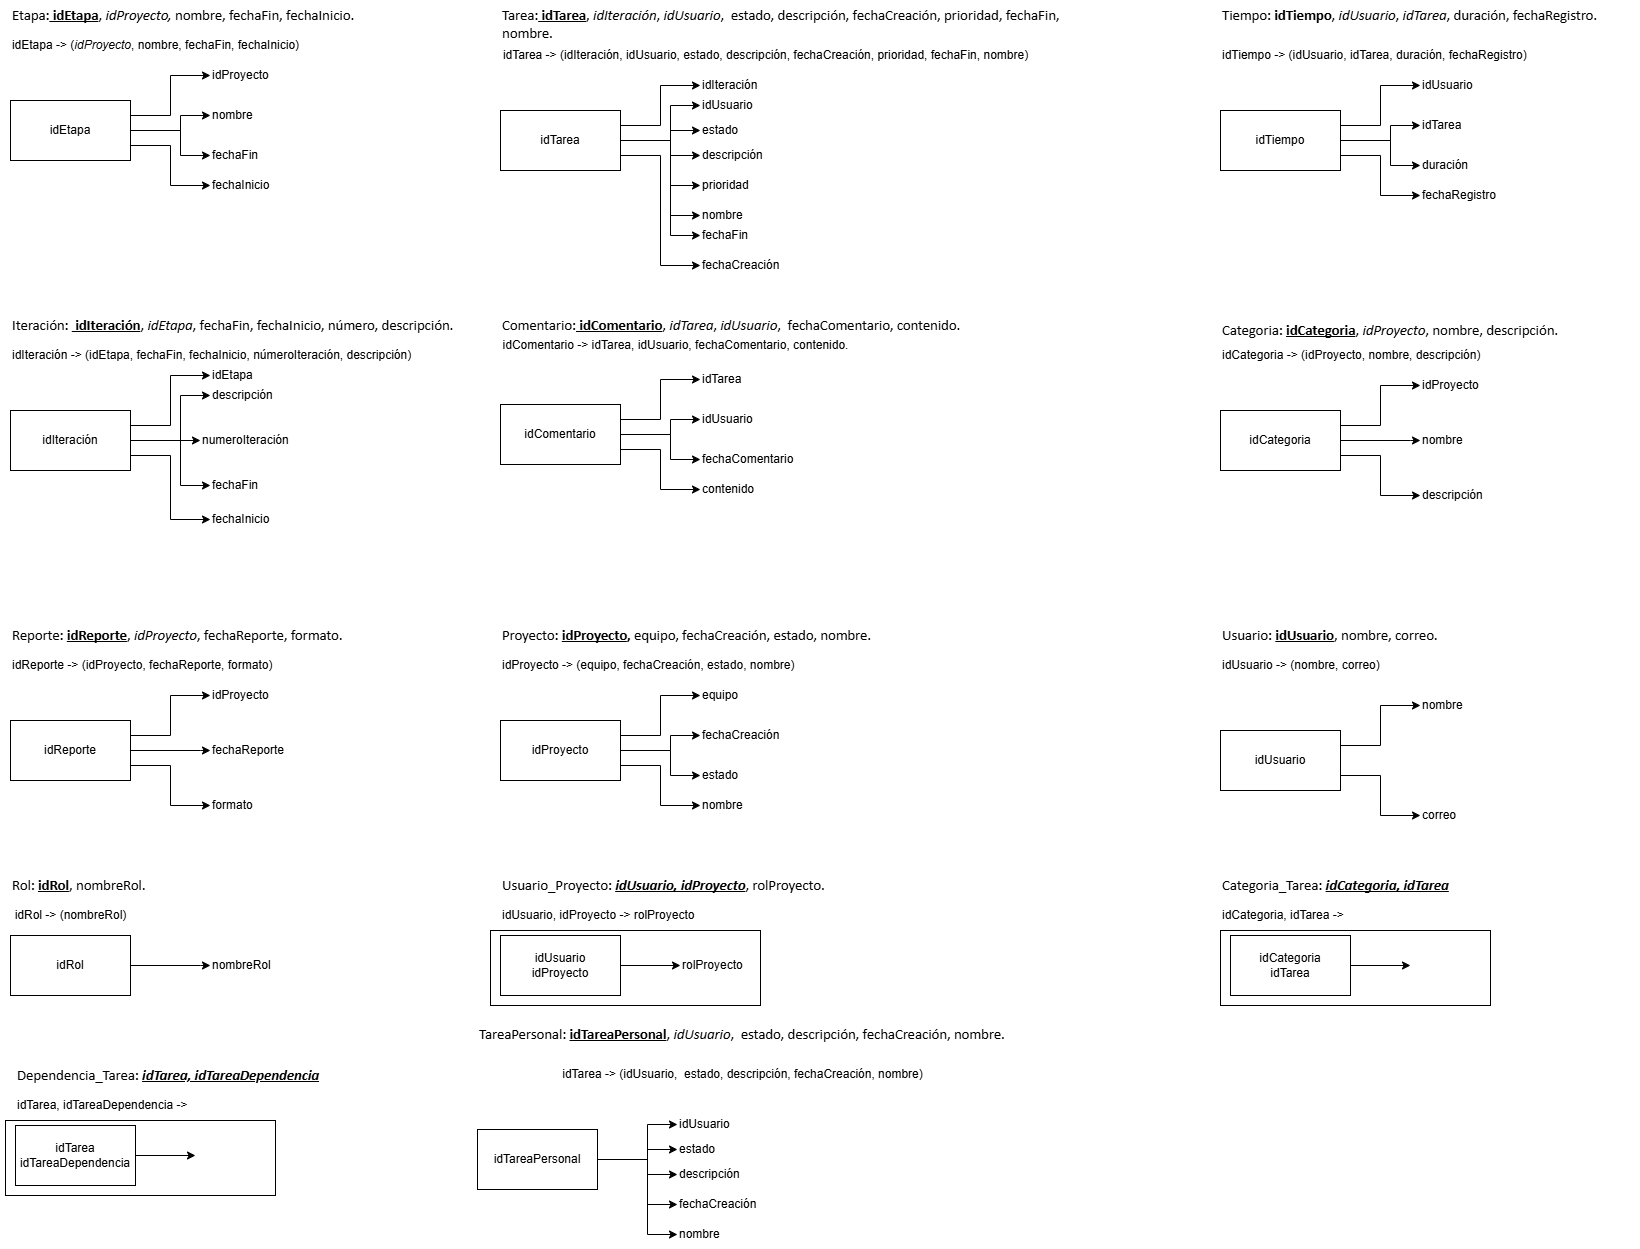 Etapa: idEtapa, idProyecto, nombre, fechaFin, fechaInicio.
idEtapa -> (idProyecto, nombre, fechaFin, fechaInicio)
idEtapa
idProyecto
nombre
fechaFin
fechaInicio
Tarea: idTarea, idIteración, idUsuario, estado, descripción, fechaCreación, prioridad, fechaFin,
nombre.
idTarea -> (idIteración, idUsuario, estado, descripción, fechaCreación, prioridad, fechaFin, nombre)
idTarea
idIteración
idUsuario
estado
descripción
prioridad
nombre
fechaFin
fechaCreación
Tiempo: idTiempo, idUsuario, idTarea, duración, fechaRegistro.
idTiempo -> (idUsuario, idTarea, duración, fechaRegistro)
idTiempo
idUsuario
idTarea
duración
fechaRegistro
Iteración: idIteración, idEtapa, fechaFin, fechaInicio, número, descripción.
idIteración -> (idEtapa, fechaFin, fechaInicio, númeroIteración, descripción)
idIteración
idEtapa
descripción
numeroIteración
fechaFin
fechaInicio
Comentario: idComentario, idTarea, idUsuario, fechaComentario, contenido.
idComentario -> idTarea, idUsuario, fechaComentario, contenido.
idComentario
idTarea
idUsuario
fechaComentario
contenido
Categoria: idCategoria, idProyecto, nombre, descripción.
idCategoria -> (idProyecto, nombre, descripción)
idCategoria
idProyecto
nombre
descripción
Reporte: idReporte, idProyecto, fechaReporte, formato.
idReporte -> (idProyecto, fechaReporte, formato)
idReporte
idProyecto
fechaReporte
formato
Proyecto: idProyecto, equipo, fechaCreación, estado, nombre.
idProyecto -> (equipo, fechaCreación, estado, nombre)
idProyecto
equipo
fechaCreación
estado
nombre
Usuario: idUsuario, nombre, correo.
idUsuario -> (nombre, correo)
idUsuario
nombre
correo
Rol: idRol, nombreRol.
idRol -> (nombreRol)
idRol
nombreRol
Usuario_Proyecto: idUsuario, idProyecto, rolProyecto.
idUsuario, idProyecto -> rolProyecto
idUsuario
idProyecto
rolProyecto
Categoria_Tarea: idCategoria, idTarea
idCategoria, idTarea ->
idCategoria
idTarea
Dependencia_Tarea: idTarea, idTareaDependencia
idTarea, idTareaDependencia ->
idTarea
idTareaDependencia
TareaPersonal: idTareaPersonal, idUsuario, estado, descripción, fechaCreación, nombre.
idTarea -> (idUsuario, estado, descripción, fechaCreación, nombre)
idTareaPersonal
idUsuario
estado
descripción
fechaCreación
nombre